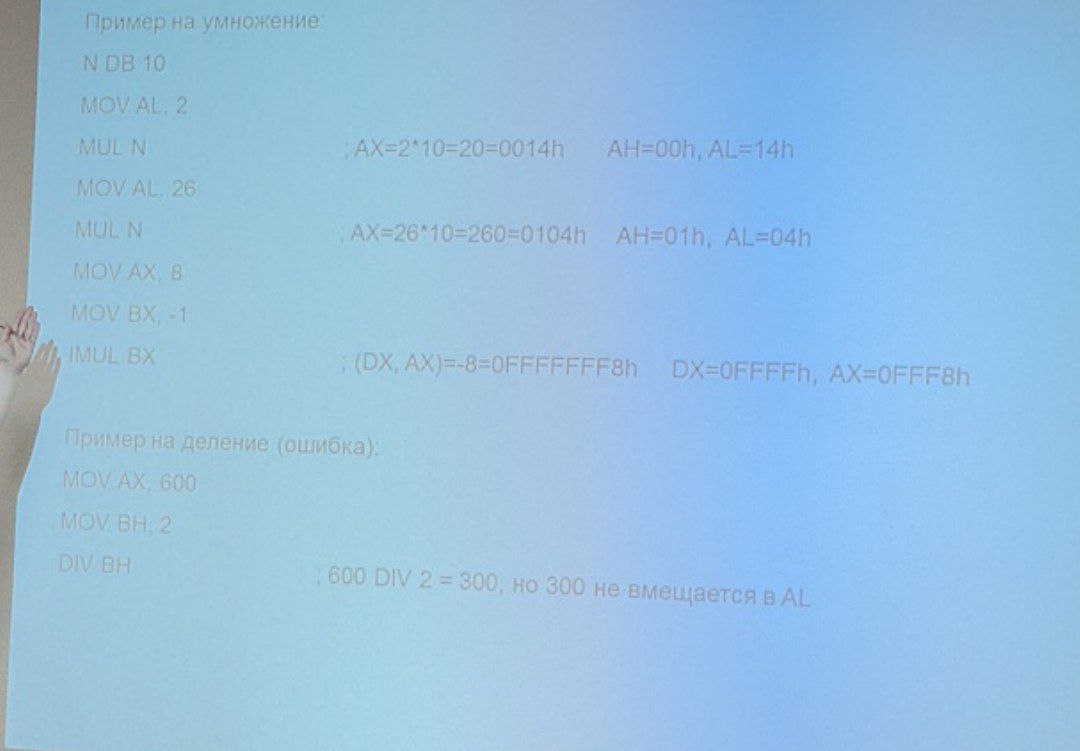 Пример на умножение:
N DB 10
MOV AL, 2
MUL N ; AX=2*10=20=0014h AH=00h, AL=14h
MOV AL, 26
MUL N ; AX=26*10=260=0104h AH=01h, AL=04h
MOV AX, 8
MOV BX, -1
IMUL BX ; (DX, AX)=-8=0FFFFFFF8h DX=0FFFFh, AX=0FFF8h
Пример на деление (ошибка):
MOV AX, 600
MOV BH, 2
DIV BH ; 600 DIV 2 = 300, но 300 не вмещается в AL